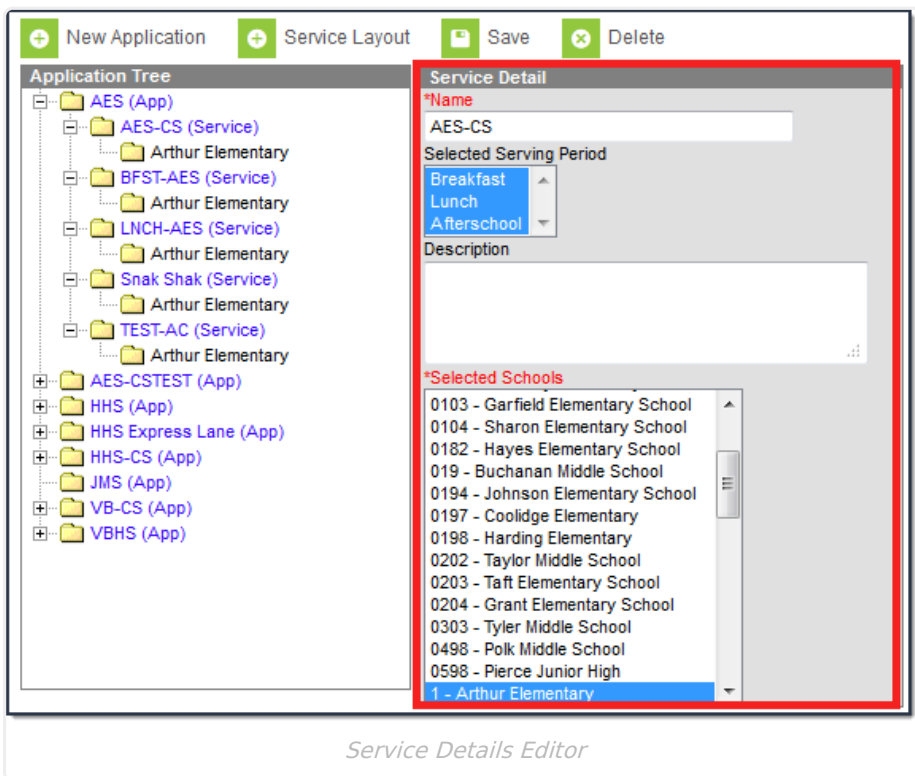 New Application Service Layout Save Delete
Application Tree
AES (App)
AES-CS (Service)
Arthur Elementary
BFST-AES (Service)
Arthur Elementary
LNCH-AES (Service)
Arthur Elementary
Snak Shak (Service)
Arthur Elementary
TEST-AC (Service)
Arthur Elementary
AES-CSTEST (App)
HHS (App)
HHS Express Lane (App)
HHS-CS (App)
JMS (App)
VB-CS (App)
VBHS (App)
Service Detail
*Name
AES-CS
Selected Serving Period
Breakfast
Lunch
Afterschool
Description
*Selected Schools
0103 - Garfield Elementary School
0104 - Sharon Elementary School
0182 - Hayes Elementary School
019 - Buchanan Middle School
0194 - Johnson Elementary School
0197 - Coolidge Elementary
0198 - Harding Elementary
0202 - Taylor Middle School
0203 - Taft Elementary School
0204 - Grant Elementary School
0303 - Tyler Middle School
0498 - Polk Middle School
0598 - Pierce Junior High
1 - Arthur Elementary
Service Details Editor